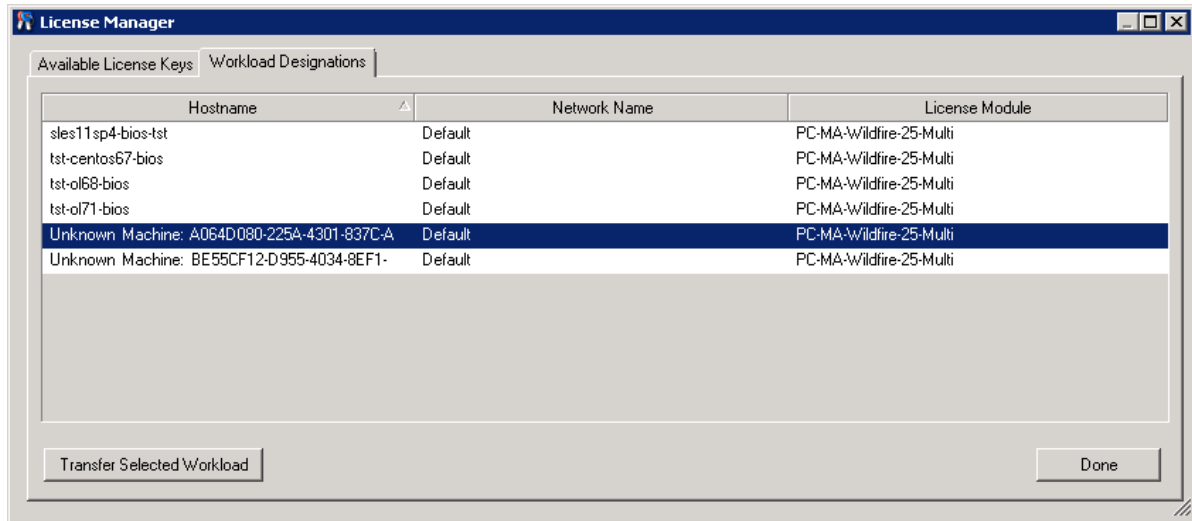 License Manager
Available License Keys Workload Designations
Hostname Network Name License Module
sles11sp4-bios-tst Default PC-MA-Wildfire-25-Multi
tst-centos67-bios Default PC-MA-Wildfire-25-Multi
tst-ol68-bios Default PC-MA-Wildfire-25-Multi
tst-ol71-bios Default PC-MA-Wildfire-25-Multi
Unknown Machine: A064D080-225A-4301-837C-A Default PC-MA-Wildfire-25-Multi
Unknown Machine: BE55CF12-D955-4034-8EF1- Default PC-MA-Wildfire-25-Multi
Transfer Selected Workload Done